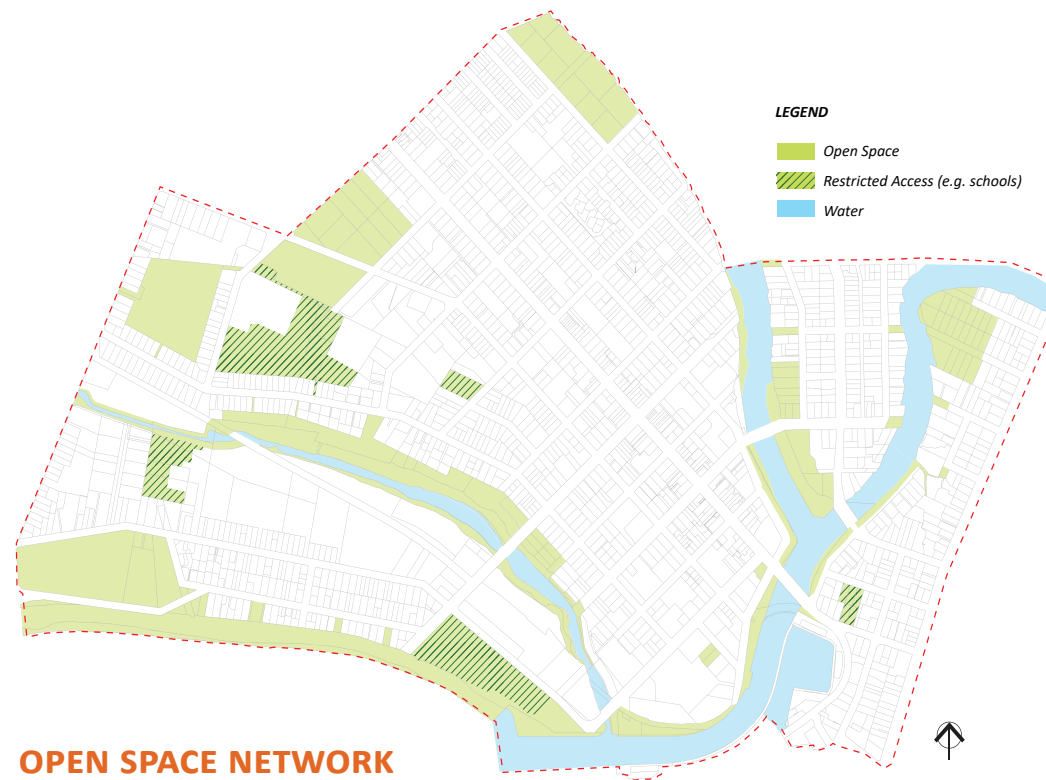 LEGEND
Open Space
Restricted Access (e.g. schools)
Water
OPEN SPACE NETWORK